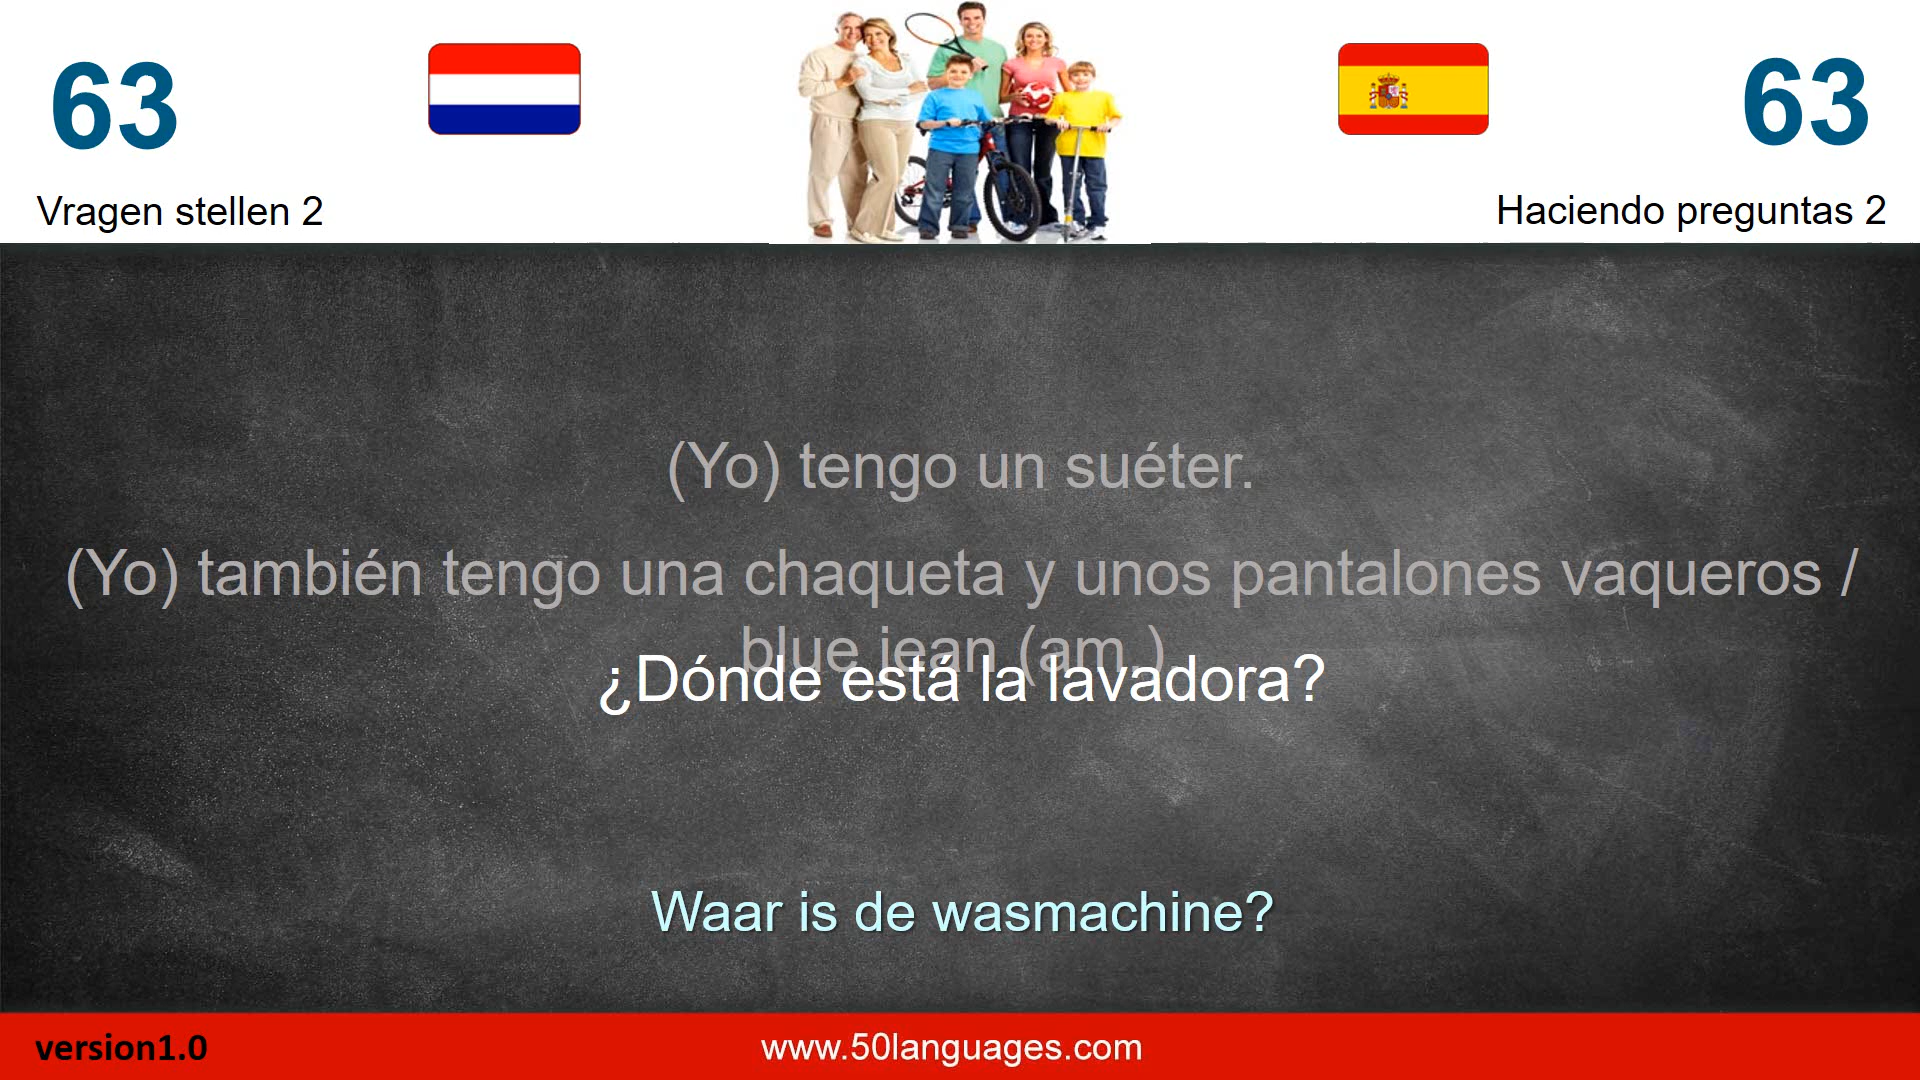 63
63
Vragen stellen 2
Haciendo preguntas 2
(Yo) tengo un suéter.
(Yo) también tengo una chaqueta y unos pantalones vaqueros /
blue jean (am.).
¿Dónde está la lavadora?
Waar is de wasmachine?
version1.0
www.50languages.com